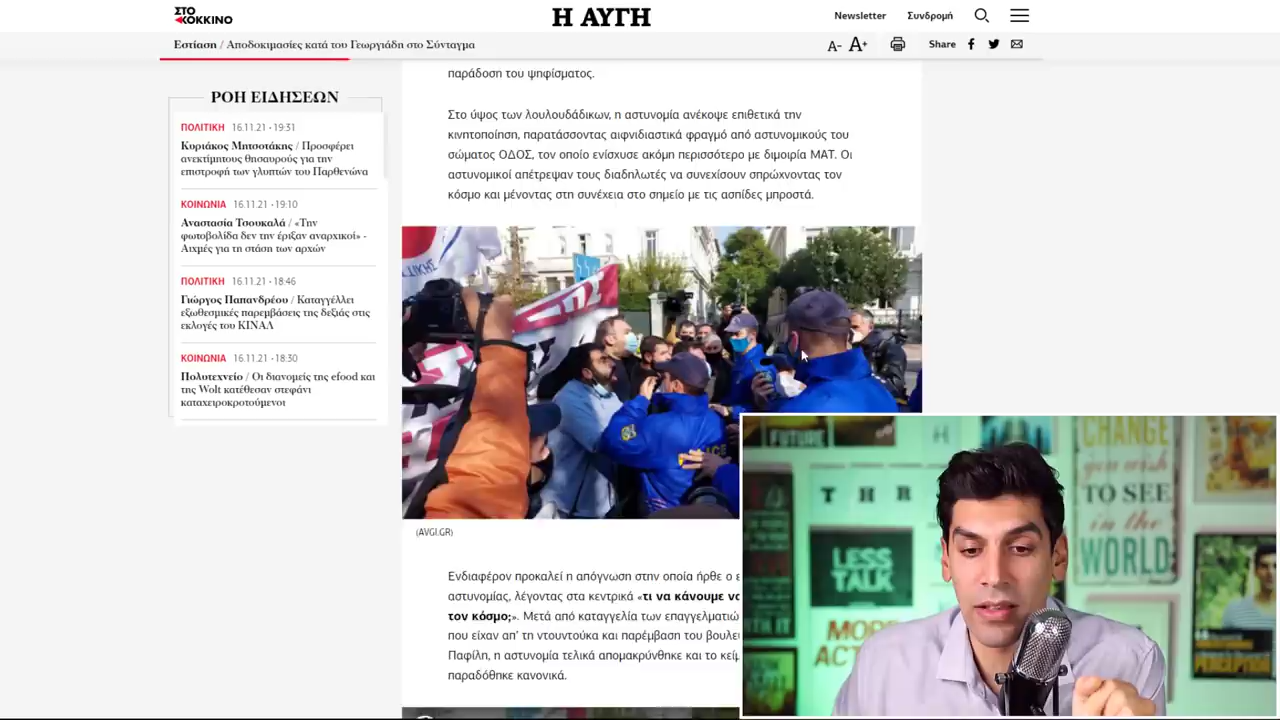 ΣΤΟ
ΚΟΚΚΙΝΟ
Η ΑΥΓΗ
Newsletter
Συνδρομή
Εστίαση / Αποδοκιμασίες κατά του Γεωργιάδη στο Σύνταγμα
A- A+
Share
ΡΟΗ ΕΙΔΗΣΕΩΝ
ΠΟΛΙΤΙΚΗ 16.11.21 • 19:31
Κυριάκος Μητσοτάκης / Προσφέρει
ανεκτίμητους θησαυρούς για την
επιστροφή των γλυπτών του Παρθενώνα
ΚΟΙΝΩΝΙΑ 16.11.21 • 19:10
Αναστασία Τσουκαλά / «Την
φωτοβολίδα δεν την έριξαν αναρχικοί» -
Αιχμές για τη στάση των αρχών
ΠΟΛΙΤΙΚΗ 16.11.21 • 18:46
Γιώργος Παπανδρέου / Καταγγέλλει
εξωθεσμικές παρεμβάσεις της δεξιάς στις
εκλογές του ΚΙΝΑΛ
ΚΟΙΝΩΝΙΑ 16.11.21 • 18:30
Πολυτεχνείο / Οι διανομείς της efood και
της Wolt κατέθεσαν στεφάνι
καταχειροκροτούμενοι
παράδοση του ψηφίσματος.
Στο ύψος των λουλουδάδικων, η αστυνομία ανέκοψε επιθετικά την
κινητοποίηση, παρατάσσοντας αιφνιδιαστικά φραγμό από αστυνομικούς του
σώματος ΟΔΟΣ, τον οποίο ενίσχυσε ακόμη περισσότερο με διμοιρία ΜΑΤ. Οι
αστυνομικοί απέτρεψαν τους διαδηλωτές να συνεχίσουν σπρώχνοντας τον
κόσμο και μένοντας στη συνέχεια στο σημείο με τις ασπίδες μπροστά.
(AVGI.GR)
Ενδιαφέρον προκαλεί η απόγνωση στην οποία ήρθε ο
αστυνομίας, λέγοντας στα κεντρικά «τι να κάνουμε
τον κόσμο;». Μετά από καταγγελία των
που είχαν απ' τη ντουντούκα και παρέμβαση του
Παφίλη, η αστυνομία τελικά απομακρύνθηκε και το
παραδόθηκε κανονικά.
FUTURE
CHANGE
you wish
TO SEE
in the
WORLD
THR
LESS
TALK
MORE